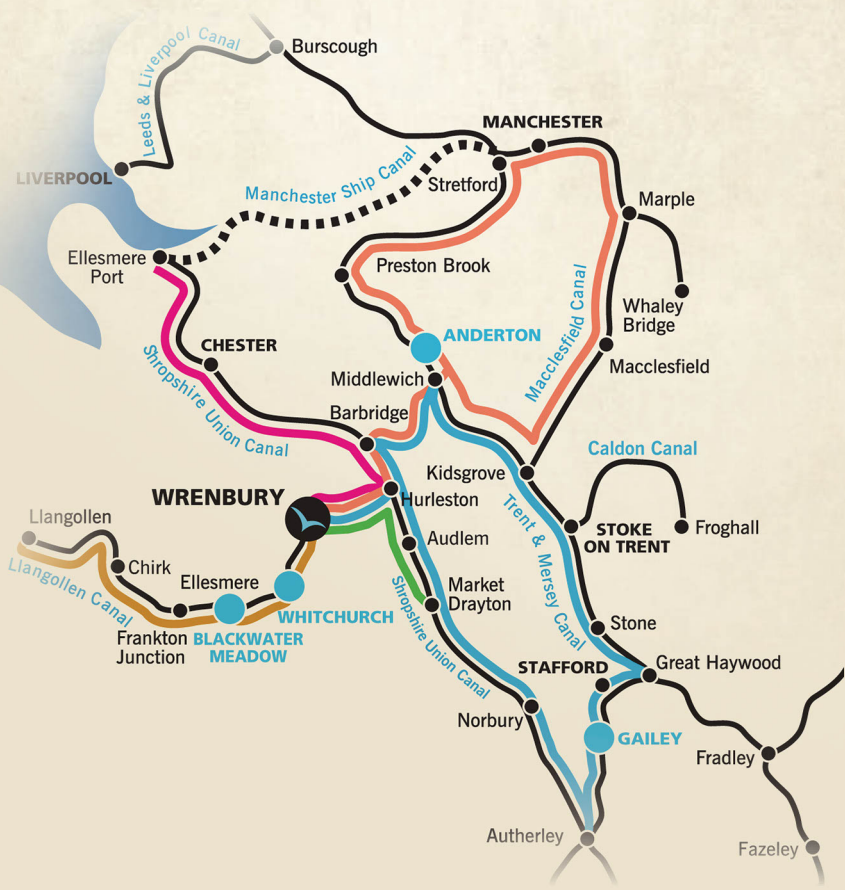 Burscough
Leeds & Liverpool Canal
MANCHESTER
LIVERPOOL
Manchester Ship Canal
Stretford
Marple
Ellesmere
Port
Preston Brook
Whaley
Bridge
Macclesfield Canal
ANDERTON
CHESTER
Macclesfield
Middlewich
Shropshire Union Canal
Barbridge
Caldon Canal
Kidsgrove
WRENBURY
Hurleston
Trent & Mersey Canal
Llangollen
STOKE
ON TRENT
Froghall
Audlem
Chirk
Llangollen Canal
Ellesmere
Market
Drayton
WHITCHURCH
Shropshire Union Canal
Stone
Frankton
Junction
BLACKWATER
MEADOW
STAFFORD
Great Haywood
Norbury
GAILEY
Fradley
Autherley
Fazeley